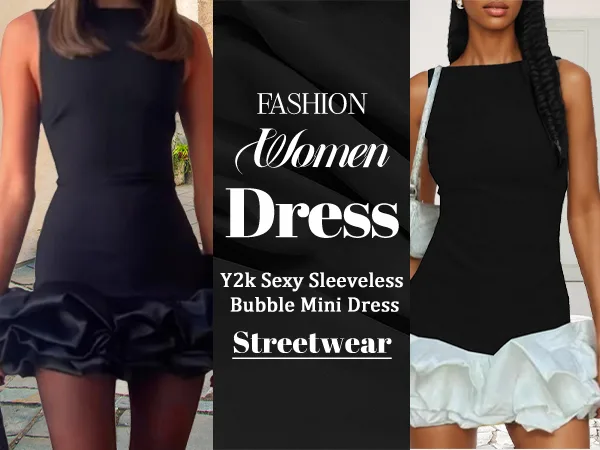 FASHION
Women
Dress
Y2k Sexy Sleeveless
Bubble Mini Dress
Streetwear